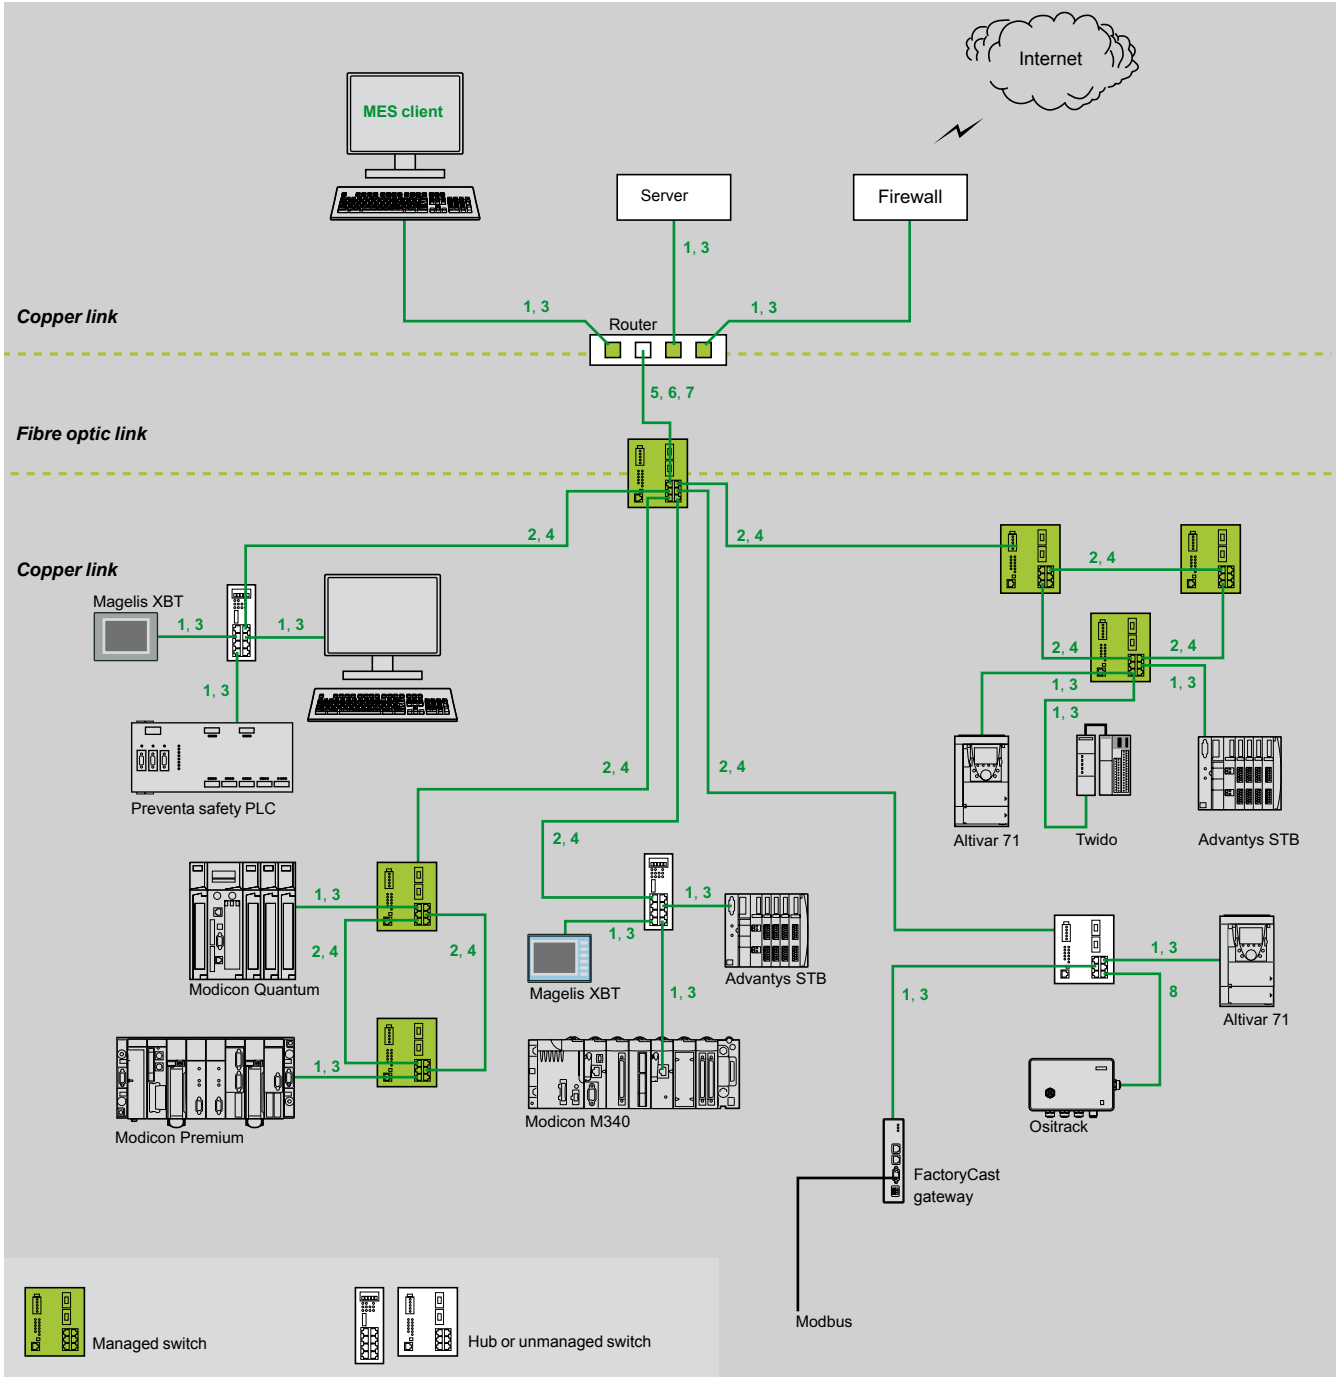 Internet
MES client
Server
Firewall
1, 3
1, 3
1, 3
Copper link
Router
5, 6, 7
Fibre optic link
2, 4
2, 4
2, 4
Copper link
Magelis XBT
1, 3
1, 3
2, 4
2, 4
1, 3
1, 3
1, 3
1, 3
Preventa safety PLC
2, 4
2, 4
Altivar 71
Twido
Advantys STB
2, 4
1, 3
1, 3
1, 3
1, 3
2, 4
2, 4
Modicon Quantum
Magelis XBT
Advantys STB
1, 3
1, 3
8
Altivar 71
1, 3
Modicon Premium
Modicon M340
Ositrack
FactoryCast
gateway
Modbus
Managed switch
Hub or unmanaged switch